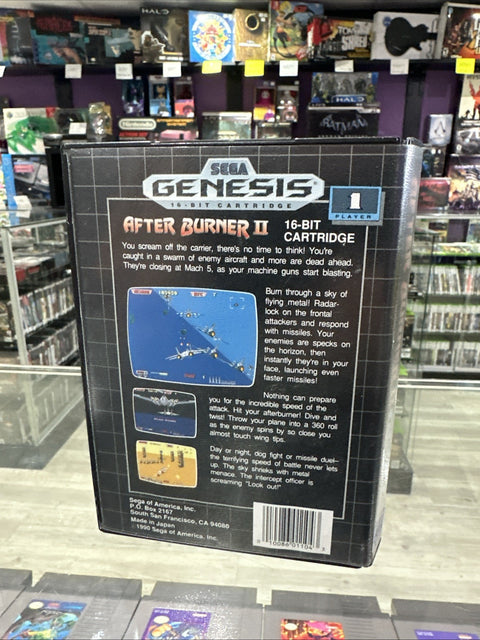 HALO
HALO
BATMAN
SEGA
GENESIS
16-BIT CARTRIDGE
1
PLAYER
AFTER BURNER II
16-BIT
CARTRIDGE
You scream off the carrier, there's no time to think! You're
caught in a swarm of enemy aircraft and more are dead ahead.
They're closing at Mach 5, as your machine guns start blasting.
Burn through a sky of
flying metal! Radar-
lock on the frontal
attackers and respond
with missiles. Your
enemies are specks on
the horizon, then
instantly they're in your
face, launching even
faster missiles!
Nothing can prepare
you for the incredible speed of the
attack. Hit your afterburner! Dive and
twist! Throw your plane into a 360 roll
as the enemy spins by so close you
almost touch wing tips.
Day or night, dog fight or missile duel–
the terrifying speed of battle never lets
up. The sky shrieks with metal
menace. The intercept officer is
screaming "Look out!"
Sega of America, Inc.
P.O. Box 2167
South San Francisco, CA 94080
Made in Japan
© 1990 Sega of America, Inc.
0 10086 01104 3